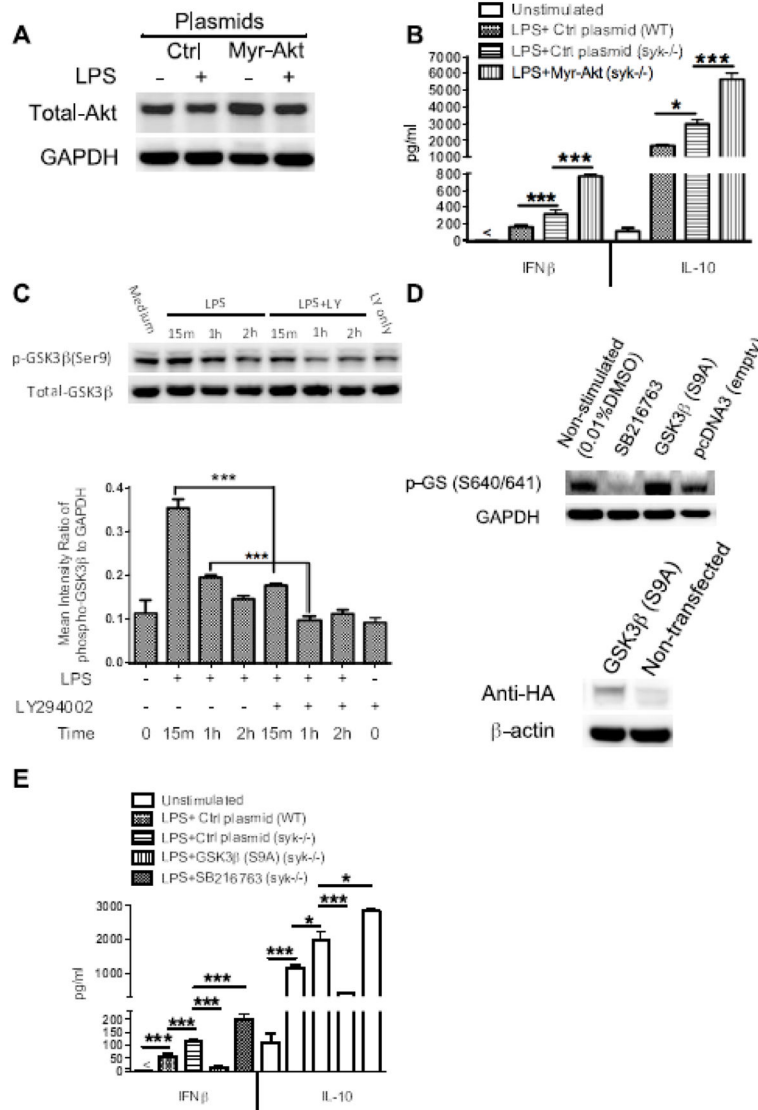 A
Plasmids
Ctrl Myr-Akt
LPS - + - +
Total-Akt
GAPDH
B
Unstimulated
LPS+ Ctrl plasmid (WT)
LPS+Ctrl plasmid (syk-/-)
LPS+Myr-Akt (syk-/-)
pg/ml
7000
6000
5000
4000
3000
2000
1000
800
600
400
200
0
<
***
***
*
***
IFNβ IL-10
C
Medium LPS LPS+LY LY only
15m 1h 2h 15m 1h 2h
p-GSK3β(Ser9)
Total-GSK3β
Mean Intensity Ratio of
phospho-GSK3β to GAPDH
0.4
0.3
0.2
0.1
0.0
***
***
LPS - + + + + + + -
LY294002 - - - - + + + +
Time 0 15m 1h 2h 15m 1h 2h 0
D
Non-stimulated
(0.01%DMSO)
SB216763
GSK3β (S9A)
pcDNA3 (empty)
p-GS (S640/641)
GAPDH
GSK3β (S9A)
Non-transfected
Anti-HA
β-actin
E
Unstimulated
LPS+ Ctrl plasmid (WT)
LPS+Ctrl plasmid (syk-/-)
LPS+GSK3β (S9A) (syk-/-)
LPS+SB216763 (syk-/-)
pg/ml
3000
2000
1000
200
150
100
50
0
<
***
***
***
***
***
*
***
*
IFNβ IL-10